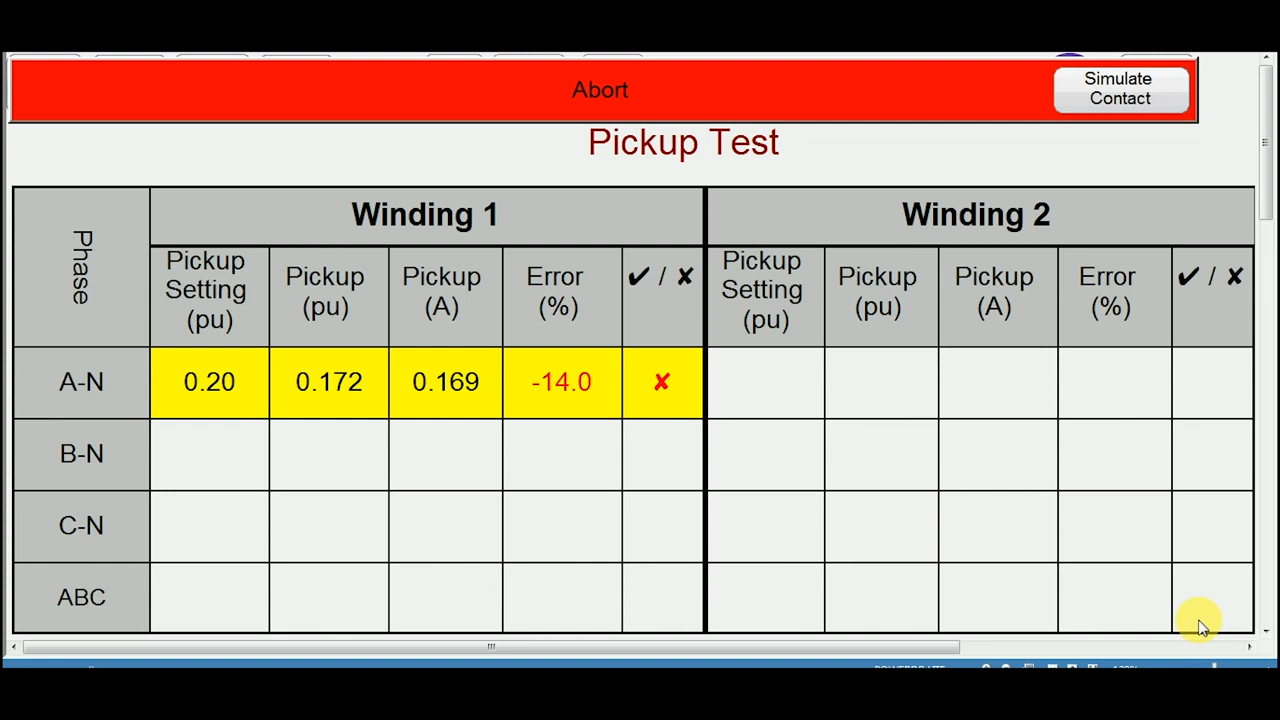 Abort
Simulate
Contact
Pickup Test
Phase
Winding 1
Winding 2
Pickup Setting (pu)
Pickup (pu)
Pickup (A)
Error (%)
✔ / ✘
Pickup Setting (pu)
Pickup (pu)
Pickup (A)
Error (%)
✔ / ✘
A-N 0.20 0.172 0.169 -14.0 ✘
B-N
C-N
ABC